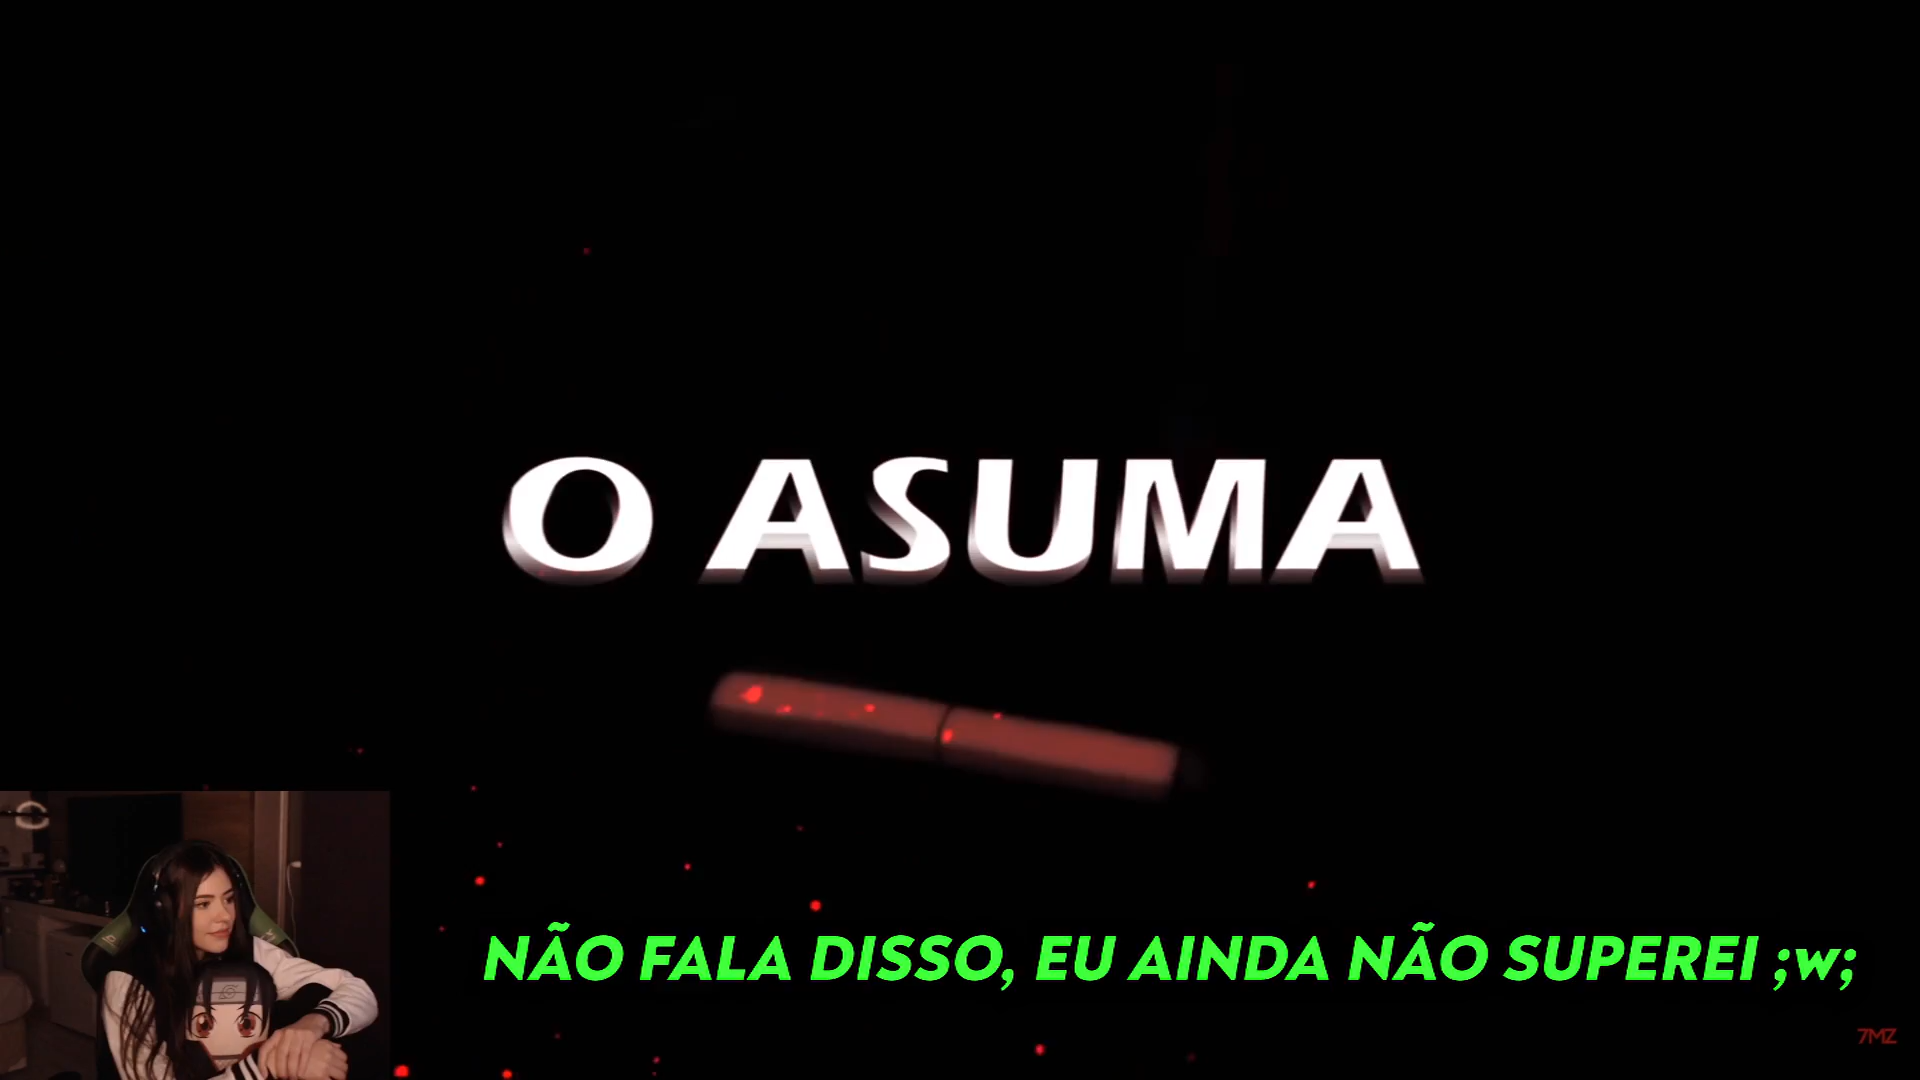 O ASUMA
NÃO FALA DISSO, EU AINDA NÃO SUPEREI ;w;
7MZ